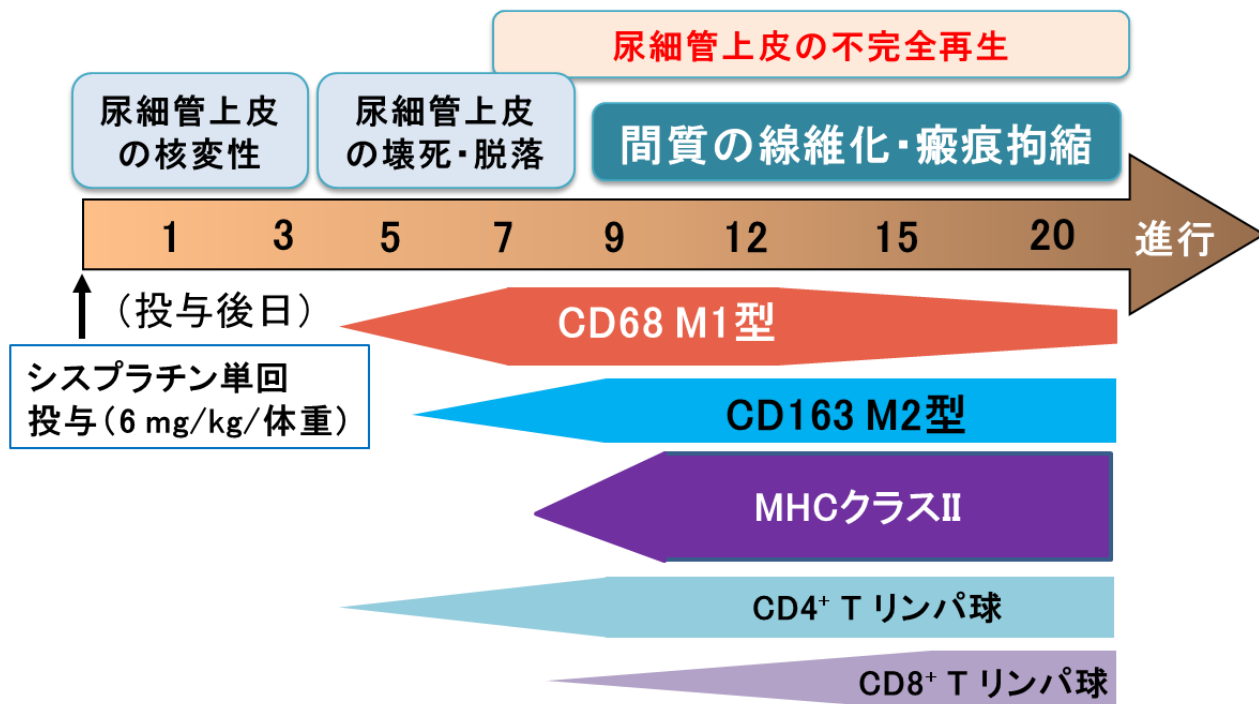 尿細管上皮の不完全再生
尿細管上皮
の核変性
尿細管上皮
の壊死・脱落
間質の線維化・瘢痕拘縮
1 3 5 7 9 12 15 20 進行
(投与後日)
シスプラチン単回
投与(6 mg/kg/体重)
CD68 M1型
CD163 M2型
MHCクラスⅡ
CD4⁺ T リンパ球
CD8⁺ T リンパ球